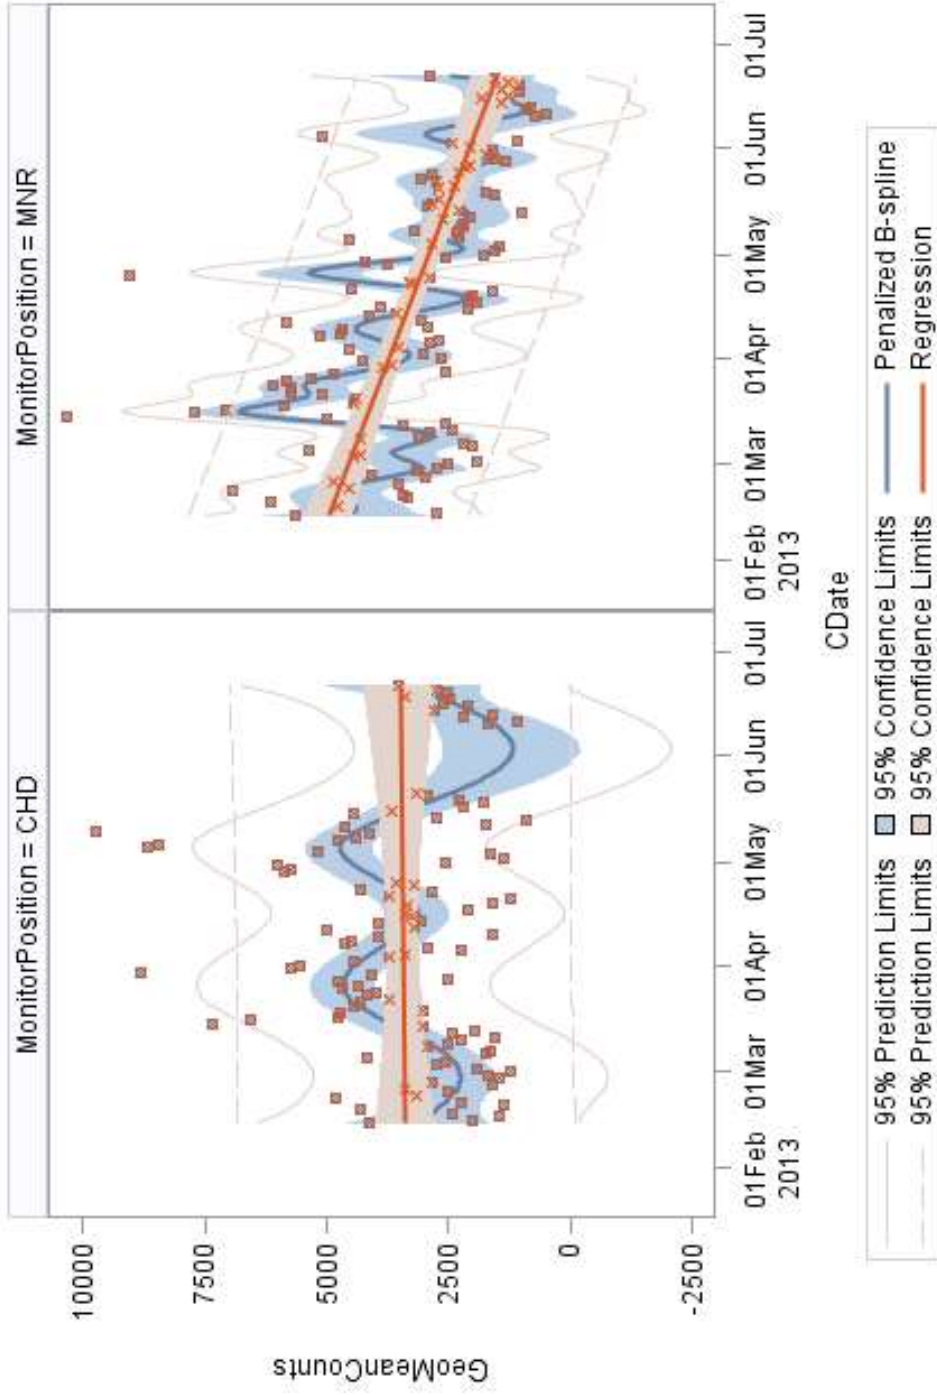 MonitorPosition = CHD
MonitorPosition = MNR
10000
7500
5000
2500
0
-2500
GeoMeanCounts
01Feb
2013
01Mar
01Apr
01May
01Jun
01Jul
01Feb
2013
01Mar
01Apr
01May
01Jun
01Jul
CDate
95% Prediction Limits
95% Confidence Limits
Penalized B-spline
95% Prediction Limits
95% Confidence Limits
Regression